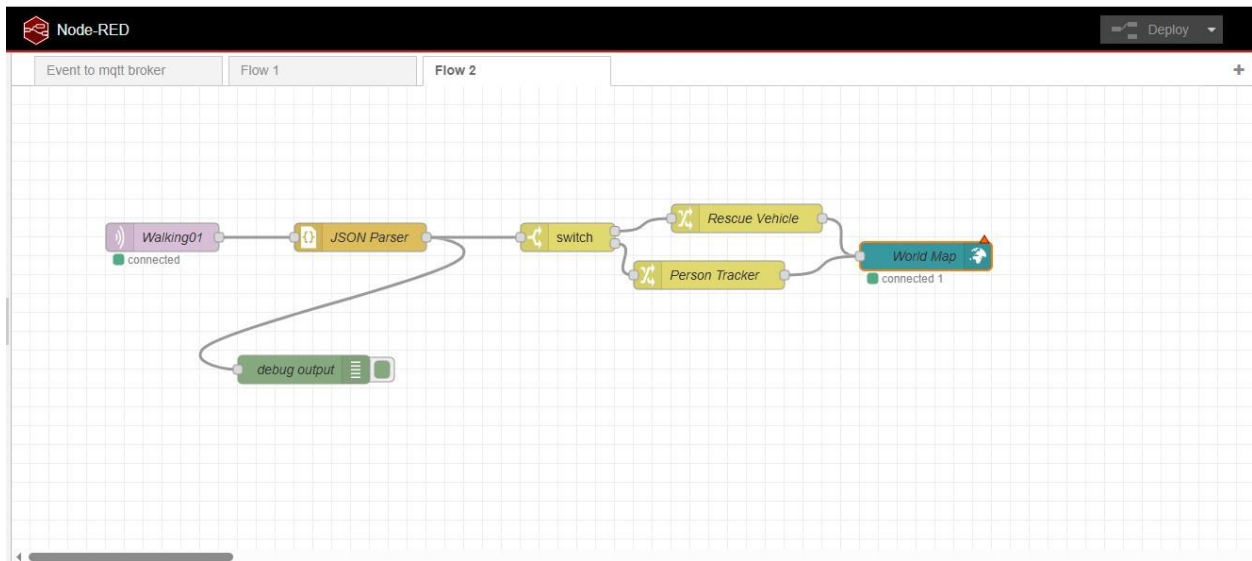 Node-RED
Deploy
Event to mqtt broker
Flow 1
Flow 2
Walking01
connected
JSON Parser
switch
Rescue Vehicle
Person Tracker
World Map
connected 1
debug output